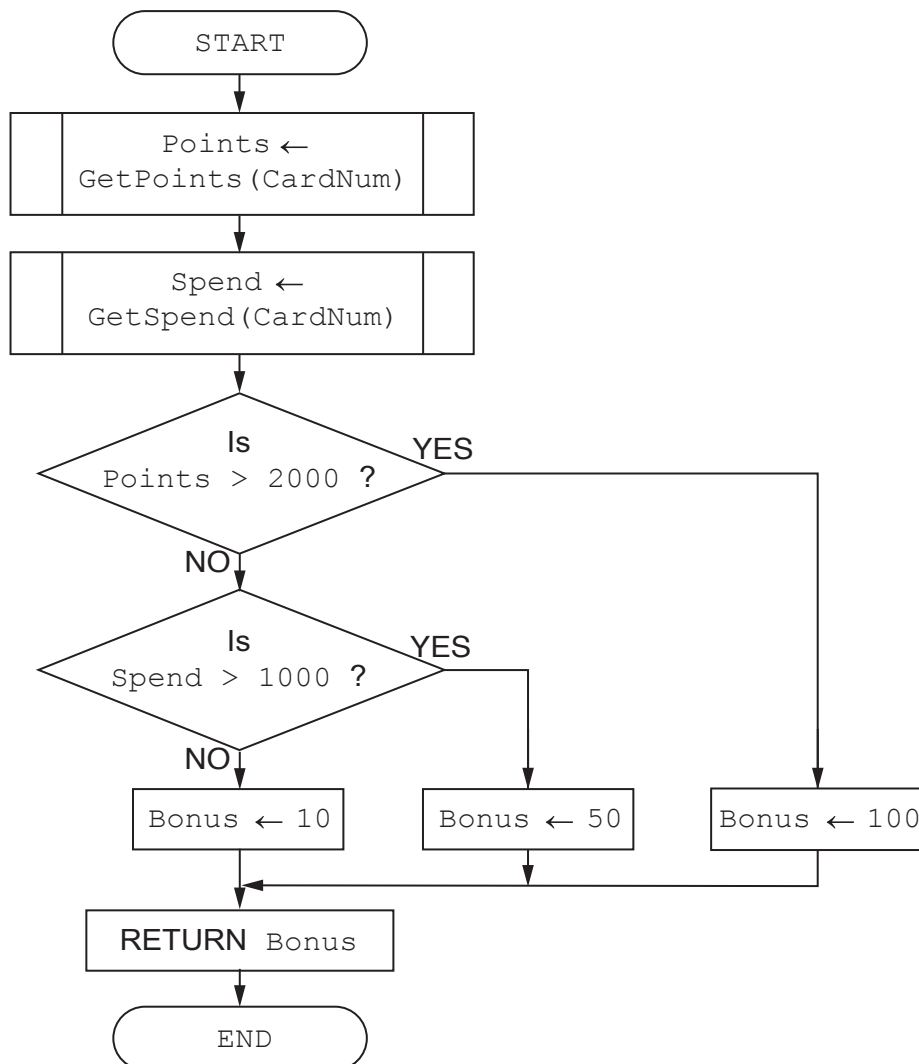 START
Points ←
GetPoints(CardNum)
Spend ←
GetSpend(CardNum)
Is
Points > 2000 ?
YES
NO
Is
Spend > 1000 ?
YES
NO
Bonus ← 10
Bonus ← 50
Bonus ← 100
RETURN Bonus
END